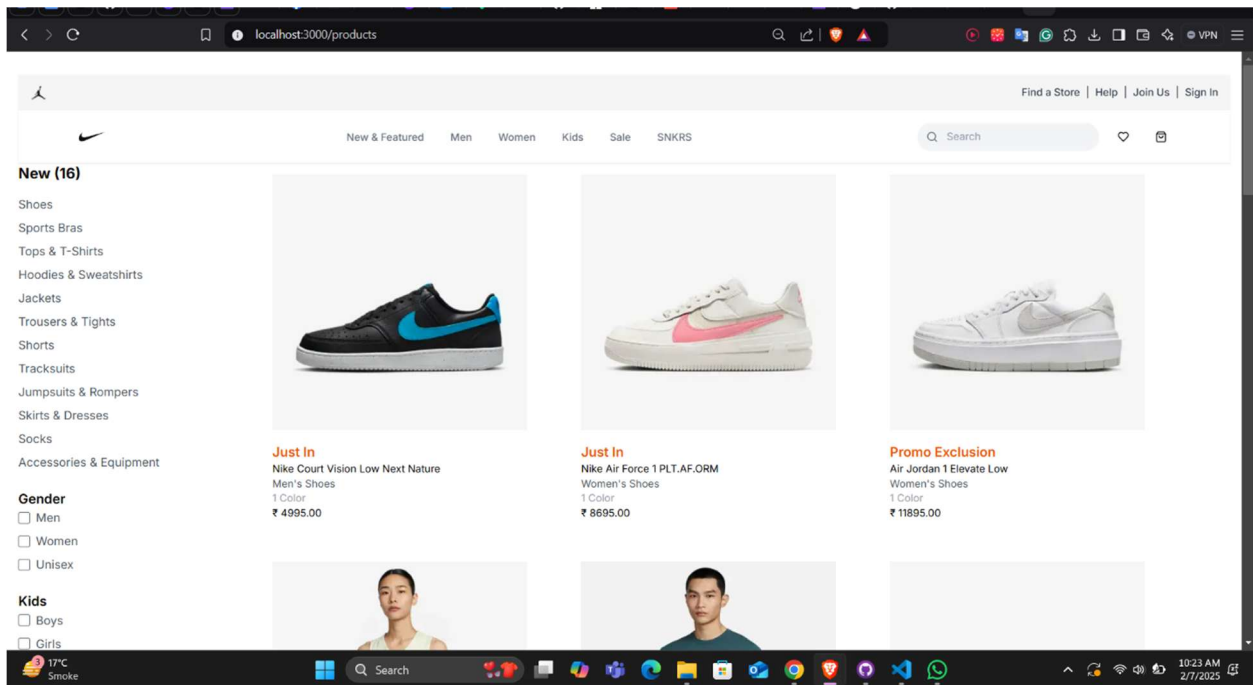 localhost:3000/products
VPN
Find a Store | Help | Join Us | Sign In
New & Featured Men Women Kids Sale SNKRS
Search
New (16)
Shoes
Sports Bras
Tops & T-Shirts
Hoodies & Sweatshirts
Jackets
Trousers & Tights
Shorts
Tracksuits
Jumpsuits & Rompers
Skirts & Dresses
Socks
Accessories & Equipment
Gender
Men
Women
Unisex
Kids
Boys
Girls
Just In
Nike Court Vision Low Next Nature
Men's Shoes
1 Color
₹ 4995.00
Just In
Nike Air Force 1 PLT.AF.ORM
Women's Shoes
1 Color
₹ 8695.00
Promo Exclusion
Air Jordan 1 Elevate Low
Women's Shoes
1 Color
₹ 11895.00
3
17°C
Smoke
Search
10:23 AM
2/7/2025